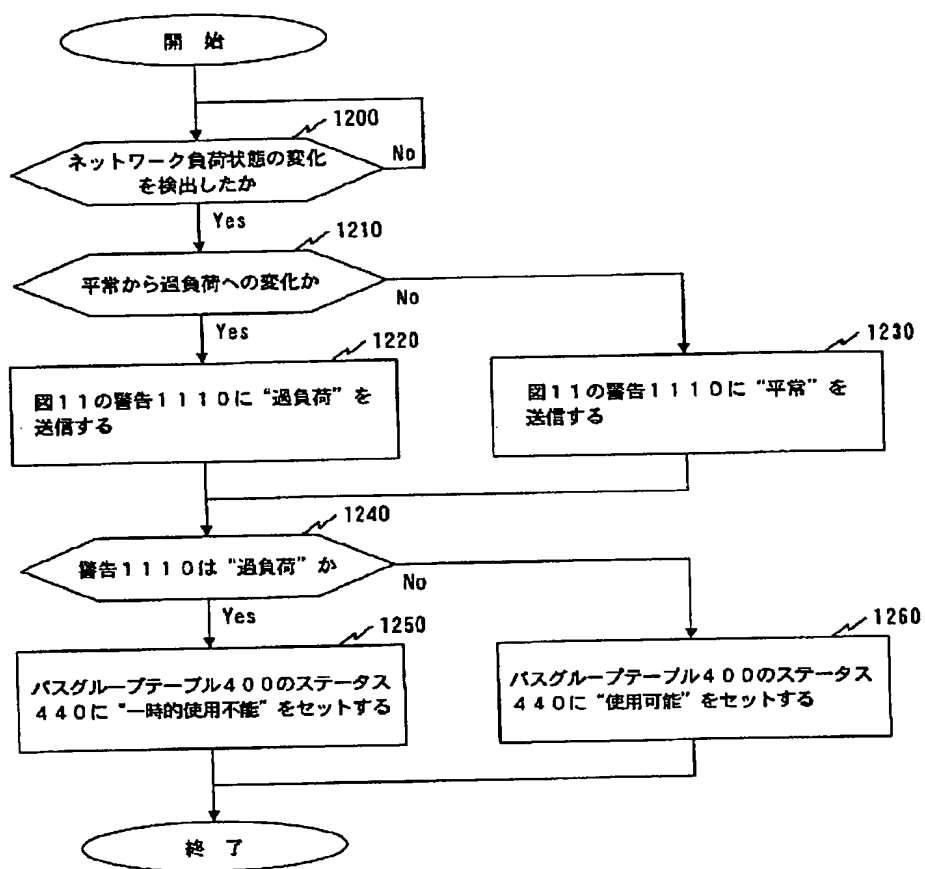 開 始
1200
ネットワーク負荷状態の変化
を検出したか
No
Yes
1210
平常から過負荷への変化か
No
Yes
1220
図11の警告1110に“過負荷”を
送信する
1230
図11の警告1110に“平常”を
送信する
1240
警告1110は“過負荷”か
No
Yes
1250
パスグループテーブル400のステータス
440に“一時的使用不能”をセットする
1260
パスグループテーブル400のステータス
440に“使用可能”をセットする
終 了